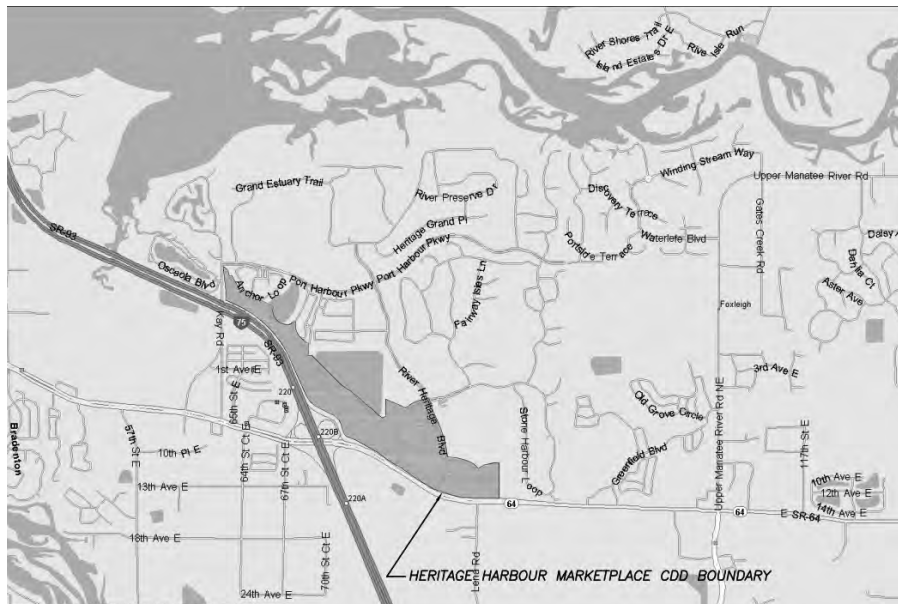 River Shores Trail
Island Estates Dr E
Rive Isle Run
Winding Stream Way
Upper Manatee River Rd
Grand Estuary Trail
River Preserve Dr
Discovery Terrace
Gates Creek Rd
Heritage Grand Pl
SR-93
Waterlefe Blvd
Daisy A
Portside Terrace
Dahlia Ct
Osceola Blvd
Anchor Loop
Port Harbour Pkwy
Port Harbour Pkwy
Fairway Isles Ln
Aster Ave
Foxleigh
Kay Rd
75
SR-93
1st Ave E
3rd Ave E
River Heritage Blvd
220
65th St E
Old Grove Circle
Upper Manatee River Rd NE
Stone Harbour Loop
Bradenton
57th St E
220B
64th Ct E
67th Ct E
10th Pl E
Greenfield Blvd
117th St E
10th Ave E
13th Ave E
12th Ave E
220A
64
64
E SR-64
14th Ave E
18th Ave E
70th St Ct E
Lena Rd
HERITAGE HARBOUR MARKETPLACE CDD BOUNDARY
24th Ave E